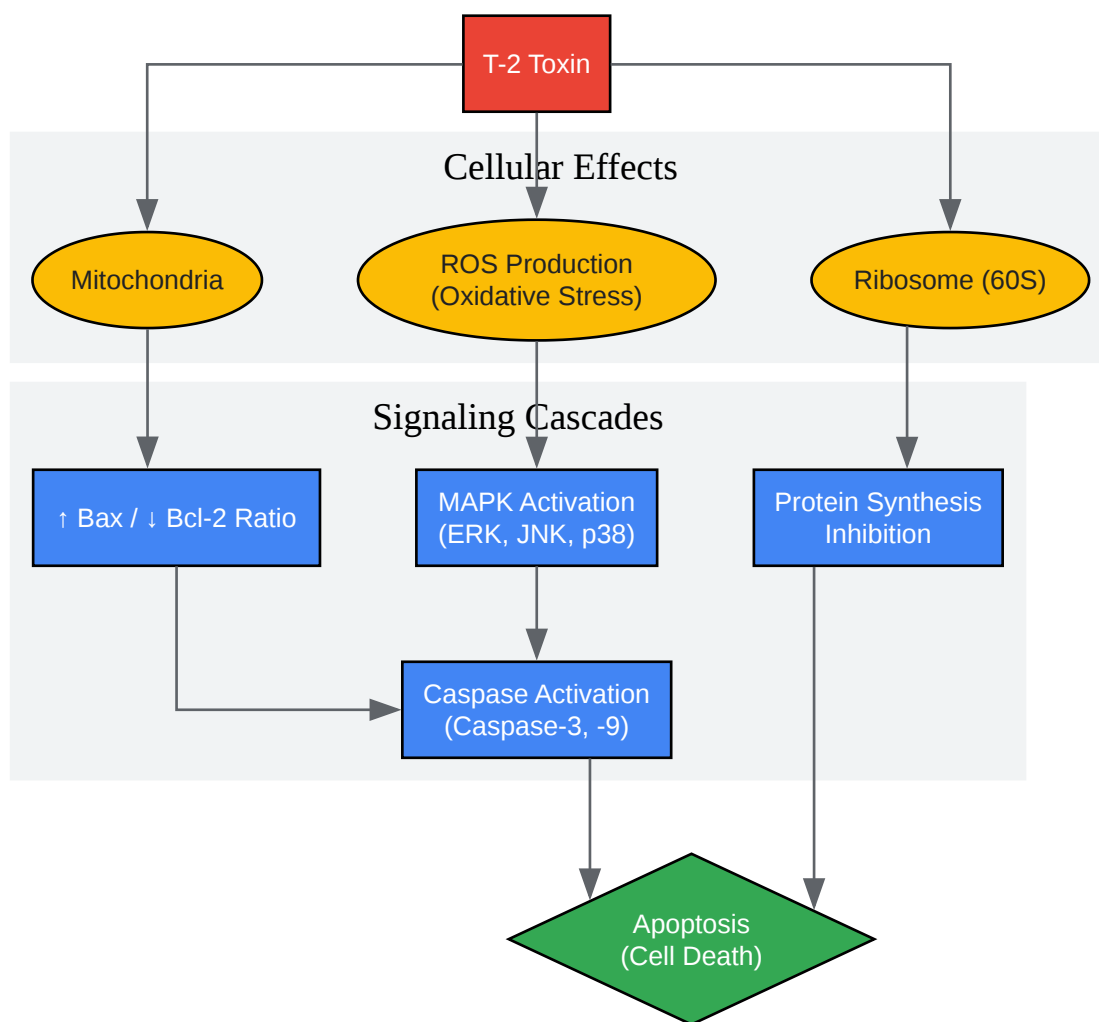 T-2 Toxin
Cellular Effects
Mitochondria
ROS Production
(Oxidative Stress)
Ribosome (60S)
Signaling Cascades
↑ Bax / ↓ Bcl-2 Ratio
MAPK Activation
(ERK, JNK, p38)
Protein Synthesis
Inhibition
Caspase Activation
(Caspase-3, -9)
Apoptosis
(Cell Death)